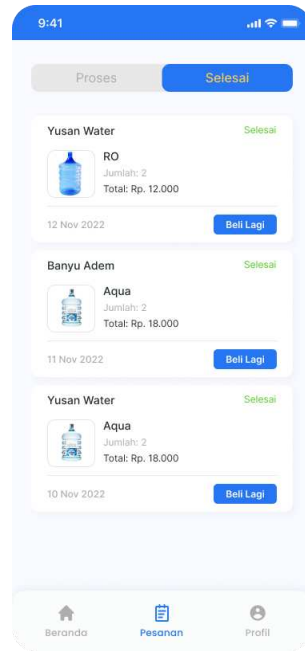 9:41
Proses
Selesai
Yusan Water
Selesai
RO
Jumlah: 2
Total: Rp. 12.000
12 Nov 2022
Beli Lagi
Banyu Adem
Selesai
Aqua
Jumlah: 2
Total: Rp. 18.000
11 Nov 2022
Beli Lagi
Yusan Water
Selesai
Aqua
Jumlah: 2
Total: Rp. 18.000
10 Nov 2022
Beli Lagi
Beranda
Pesanan
Profil